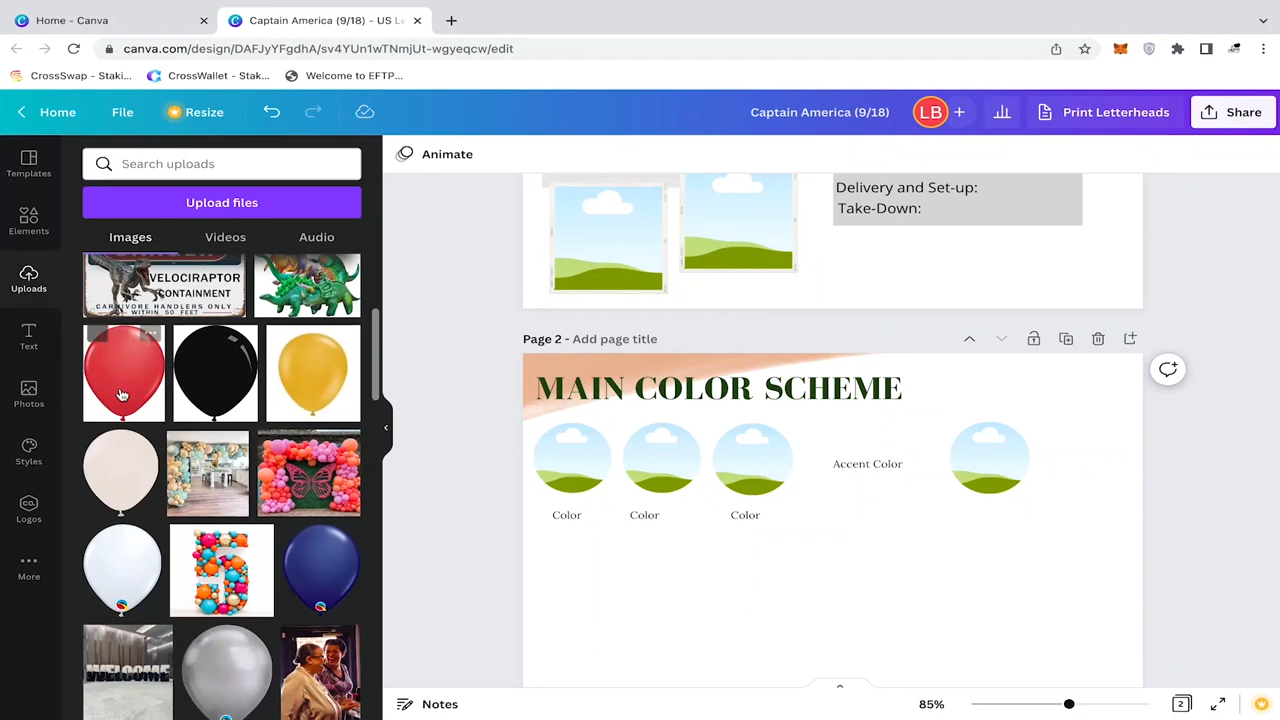 Home - Canva
Captain America (9/18) - US Le
canva.com/design/DAFJyYFgdhA/sv4YUn1wTNmjUt-wgyeqcw/edit
CrossSwap - Staki...
CrossWallet - Stak...
Welcome to EFTP...
Home
File
Resize
Captain America (9/18)
LB
Print Letterheads
Share
Templates
Elements
Uploads
Text
Photos
Styles
Logos
More
Search uploads
Upload files
Images
Videos
Audio
VELOCIRAPTOR
CONTAINMENT
CARNIVORE HANDLERS ONLY
WITHIN 50 FEET
WELCOME
Animate
Delivery and Set-up:
Take-Down:
Page 2 - Add page title
MAIN COLOR SCHEME
Accent Color
Color
Color
Color
Notes
85%
2